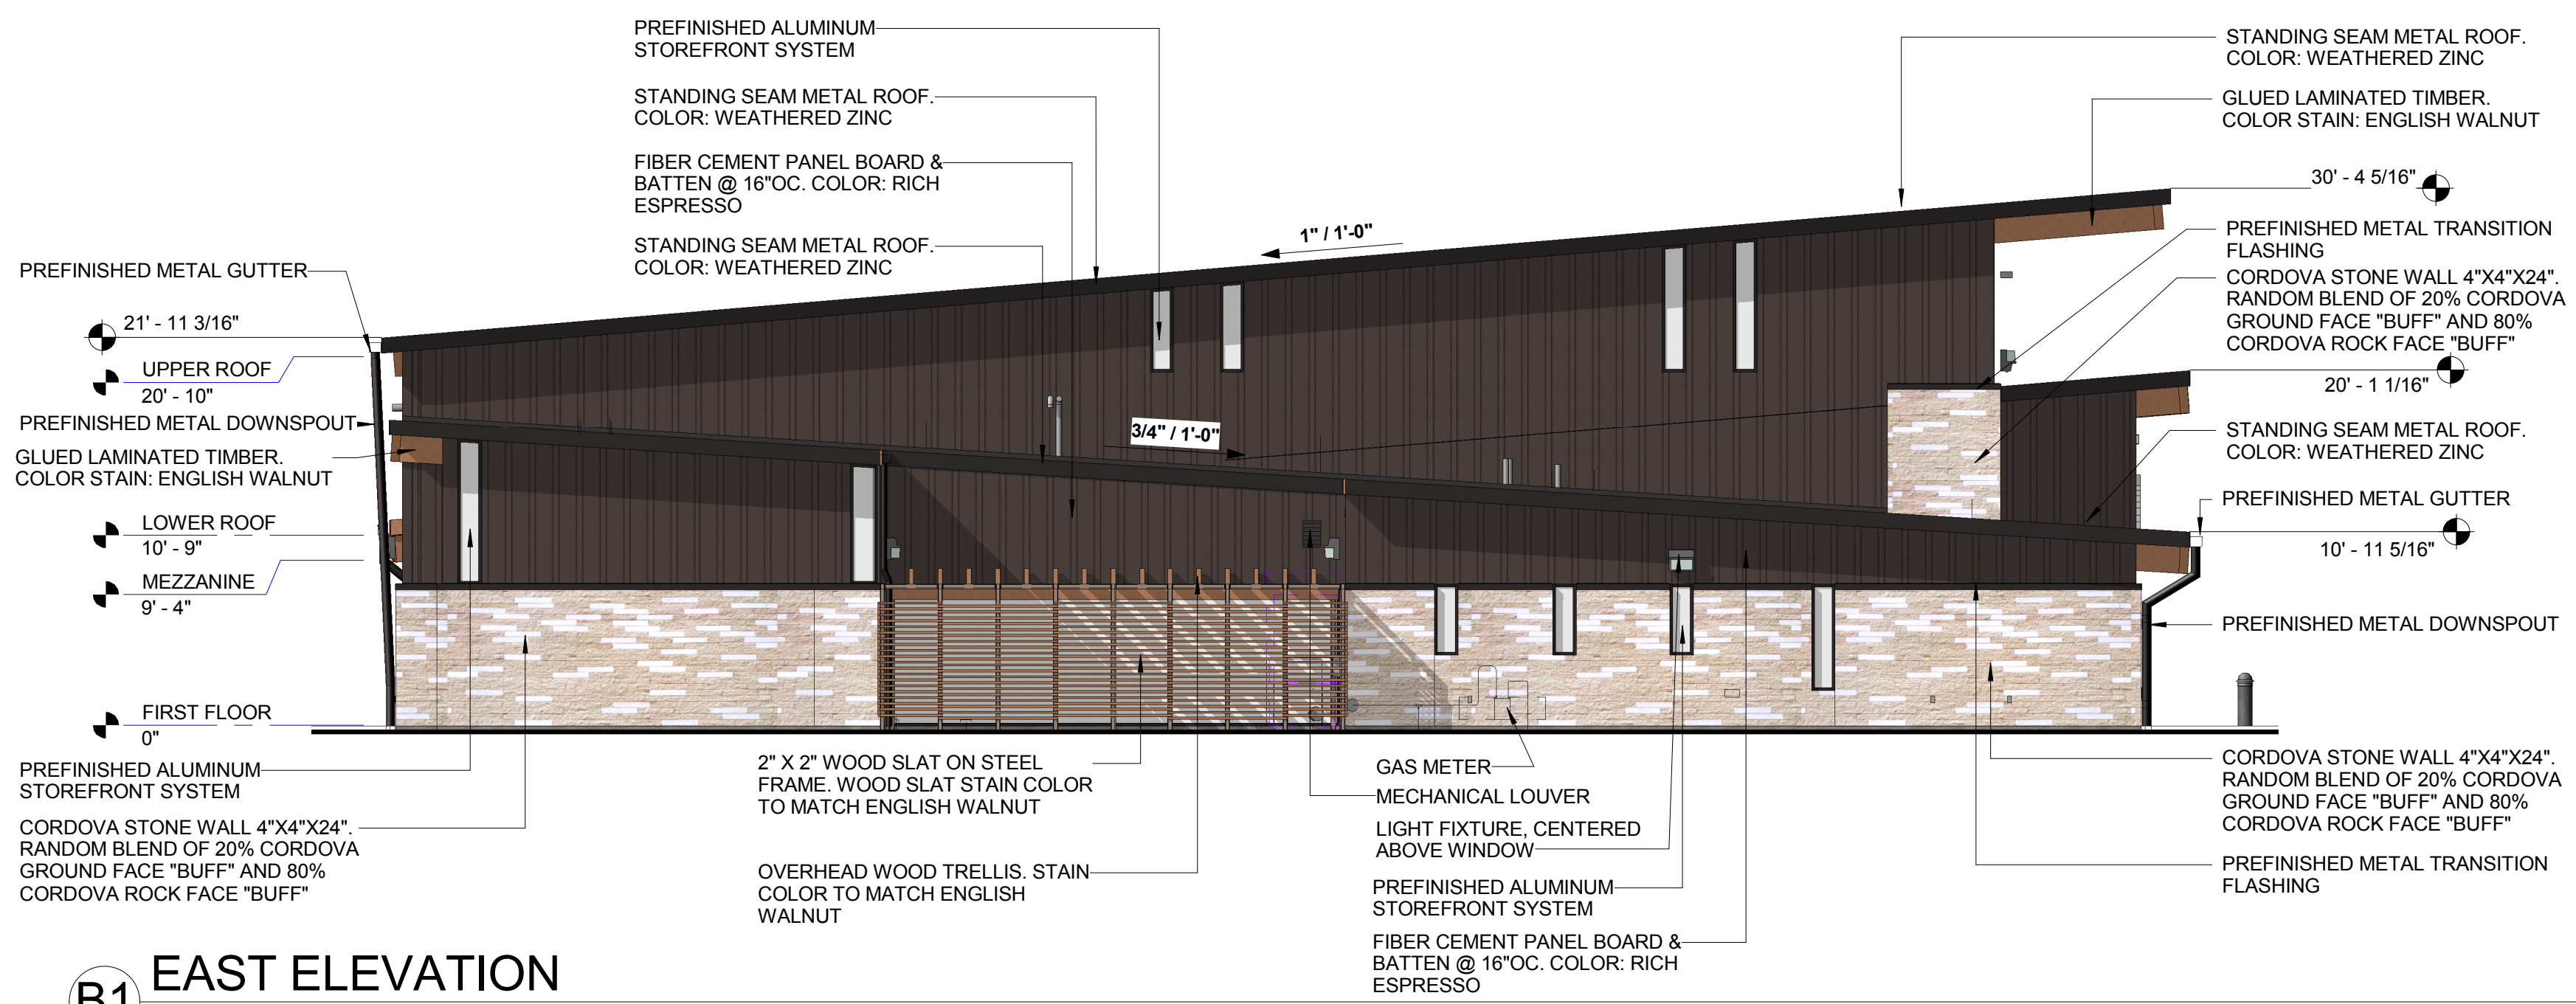 PREFINISHED ALUMINUM
STOREFRONT SYSTEM
STANDING SEAM METAL ROOF.
COLOR: WEATHERED ZINC
FIBER CEMENT PANEL BOARD &
BATTEN @ 16"OC. COLOR: RICH
ESPRESSO
STANDING SEAM METAL ROOF.
COLOR: WEATHERED ZINC
PREFINISHED METAL GUTTER
21' - 11 3/16"
UPPER ROOF
20' - 10"
PREFINISHED METAL DOWNSPOUT
GLUED LAMINATED TIMBER.
COLOR STAIN: ENGLISH WALNUT
LOWER ROOF
10' - 9"
MEZZANINE
9' - 4"
FIRST FLOOR
0"
PREFINISHED ALUMINUM
STOREFRONT SYSTEM
CORDOVA STONE WALL 4"X4"X24".
RANDOM BLEND OF 20% CORDOVA
GROUND FACE "BUFF" AND 80%
CORDOVA ROCK FACE "BUFF"
1" / 1'-0"
3/4" / 1'-0"
2" X 2" WOOD SLAT ON STEEL
FRAME. WOOD SLAT STAIN COLOR
TO MATCH ENGLISH WALNUT
OVERHEAD WOOD TRELLIS. STAIN
COLOR TO MATCH ENGLISH
WALNUT
GAS METER
MECHANICAL LOUVER
LIGHT FIXTURE, CENTERED
ABOVE WINDOW
PREFINISHED ALUMINUM
STOREFRONT SYSTEM
FIBER CEMENT PANEL BOARD &
BATTEN @ 16"OC. COLOR: RICH
ESPRESSO
STANDING SEAM METAL ROOF.
COLOR: WEATHERED ZINC
GLUED LAMINATED TIMBER.
COLOR STAIN: ENGLISH WALNUT
30' - 4 5/16"
PREFINISHED METAL TRANSITION
FLASHING
CORDOVA STONE WALL 4"X4"X24".
RANDOM BLEND OF 20% CORDOVA
GROUND FACE "BUFF" AND 80%
CORDOVA ROCK FACE "BUFF"
20' - 1 1/16"
STANDING SEAM METAL ROOF.
COLOR: WEATHERED ZINC
PREFINISHED METAL GUTTER
10' - 11 5/16"
PREFINISHED METAL DOWNSPOUT
CORDOVA STONE WALL 4"X4"X24".
RANDOM BLEND OF 20% CORDOVA
GROUND FACE "BUFF" AND 80%
CORDOVA ROCK FACE "BUFF"
PREFINISHED METAL TRANSITION
FLASHING
B1
EAST ELEVATION